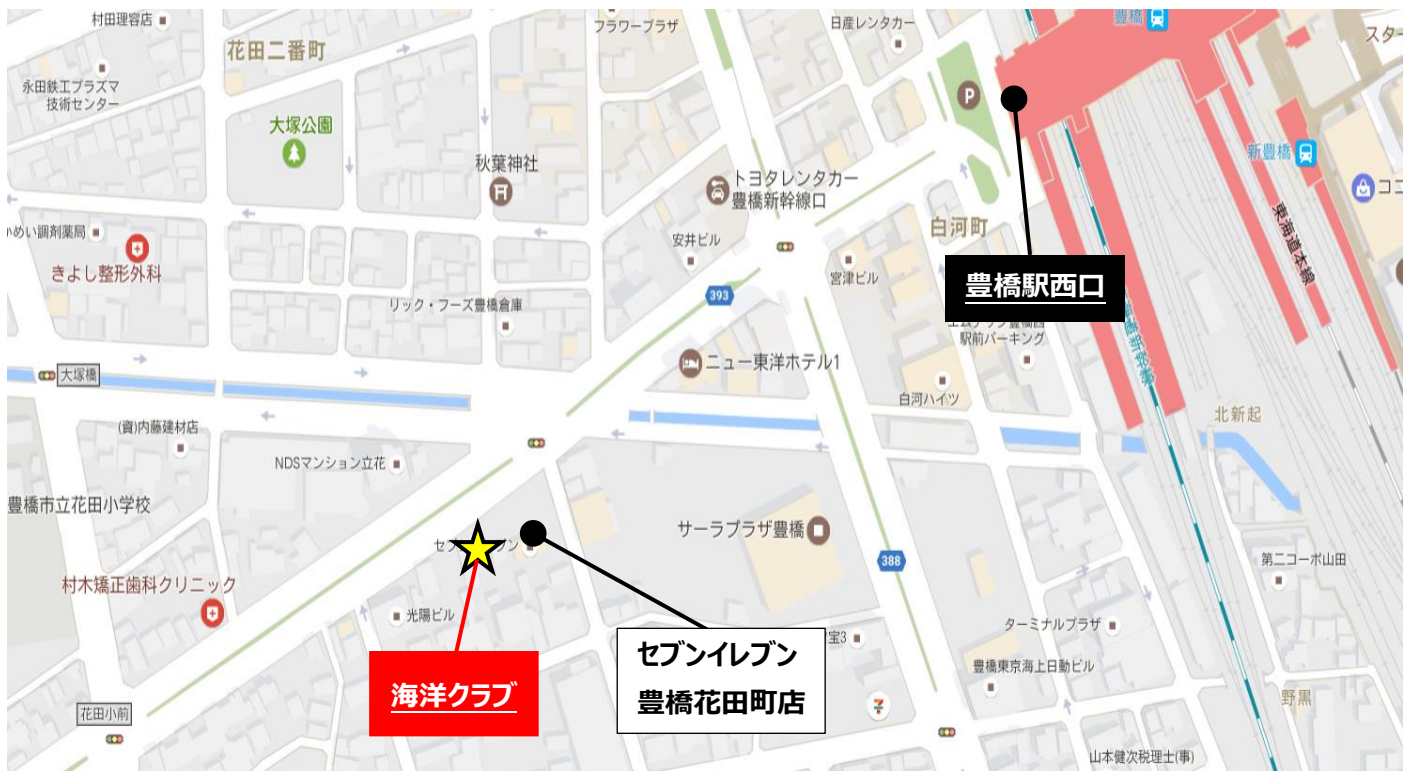 村田理容店
フラワープラザ
日産レンタカー
豊橋
スター
花田二番町
永田鉄工プラズマ
技術センター
P
大塚公園
秋葉神社
新豊橋
ココ
トヨタレンタカー
豊橋新幹線口
東海道本線
白河町
かめい調剤薬局
きよし整形外科
安井ビル
宮津ビル
豊橋駅西口
393
リック・フーズ豊橋倉庫
駅前パーキング
ニュー東洋ホテル1
大塚橋
白河ハイツ
北新起
(資)内藤建材店
NDSマンション立花
豊橋市立花田小学校
サーラプラザ豊橋
388
第二コーポ山田
村木矯正歯科クリニック
光陽ビル
ターミナルプラザ
宝3
セブンイレブン
豊橋花田町店
豊橋東京海上日動ビル
海洋クラブ
野黒
花田小前
7
山本健次税理士(事)